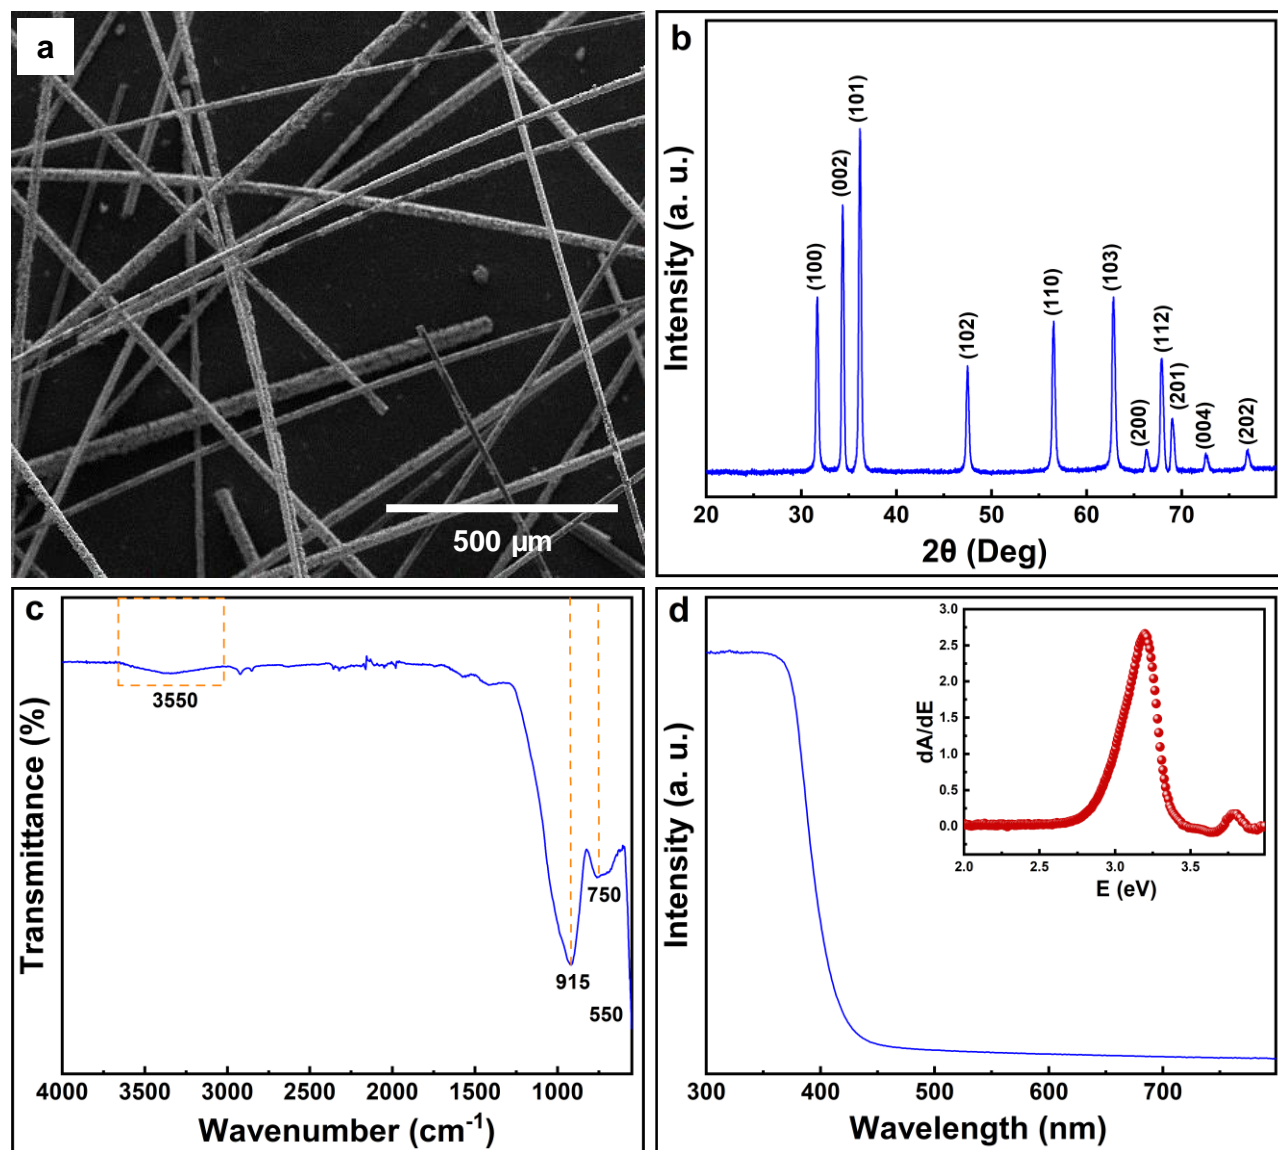 a
500 µm
b
Intensity (a. u.)
(100)
(002)
(101)
(102)
(110)
(103)
(200)
(112)
(201)
(004)
(202)
20 30 40 50 60 70
2θ (Deg)
c
Transmittance (%)
3550
915
750
550
4000 3500 3000 2500 2000 1500 1000
Wavenumber (cm⁻¹)
d
Intensity (a. u.)
300 400 500 600 700
Wavelength (nm)
dA/dE
3.0
2.5
2.0
1.5
1.0
0.5
0.0
2.0 2.5 3.0 3.5
E (eV)